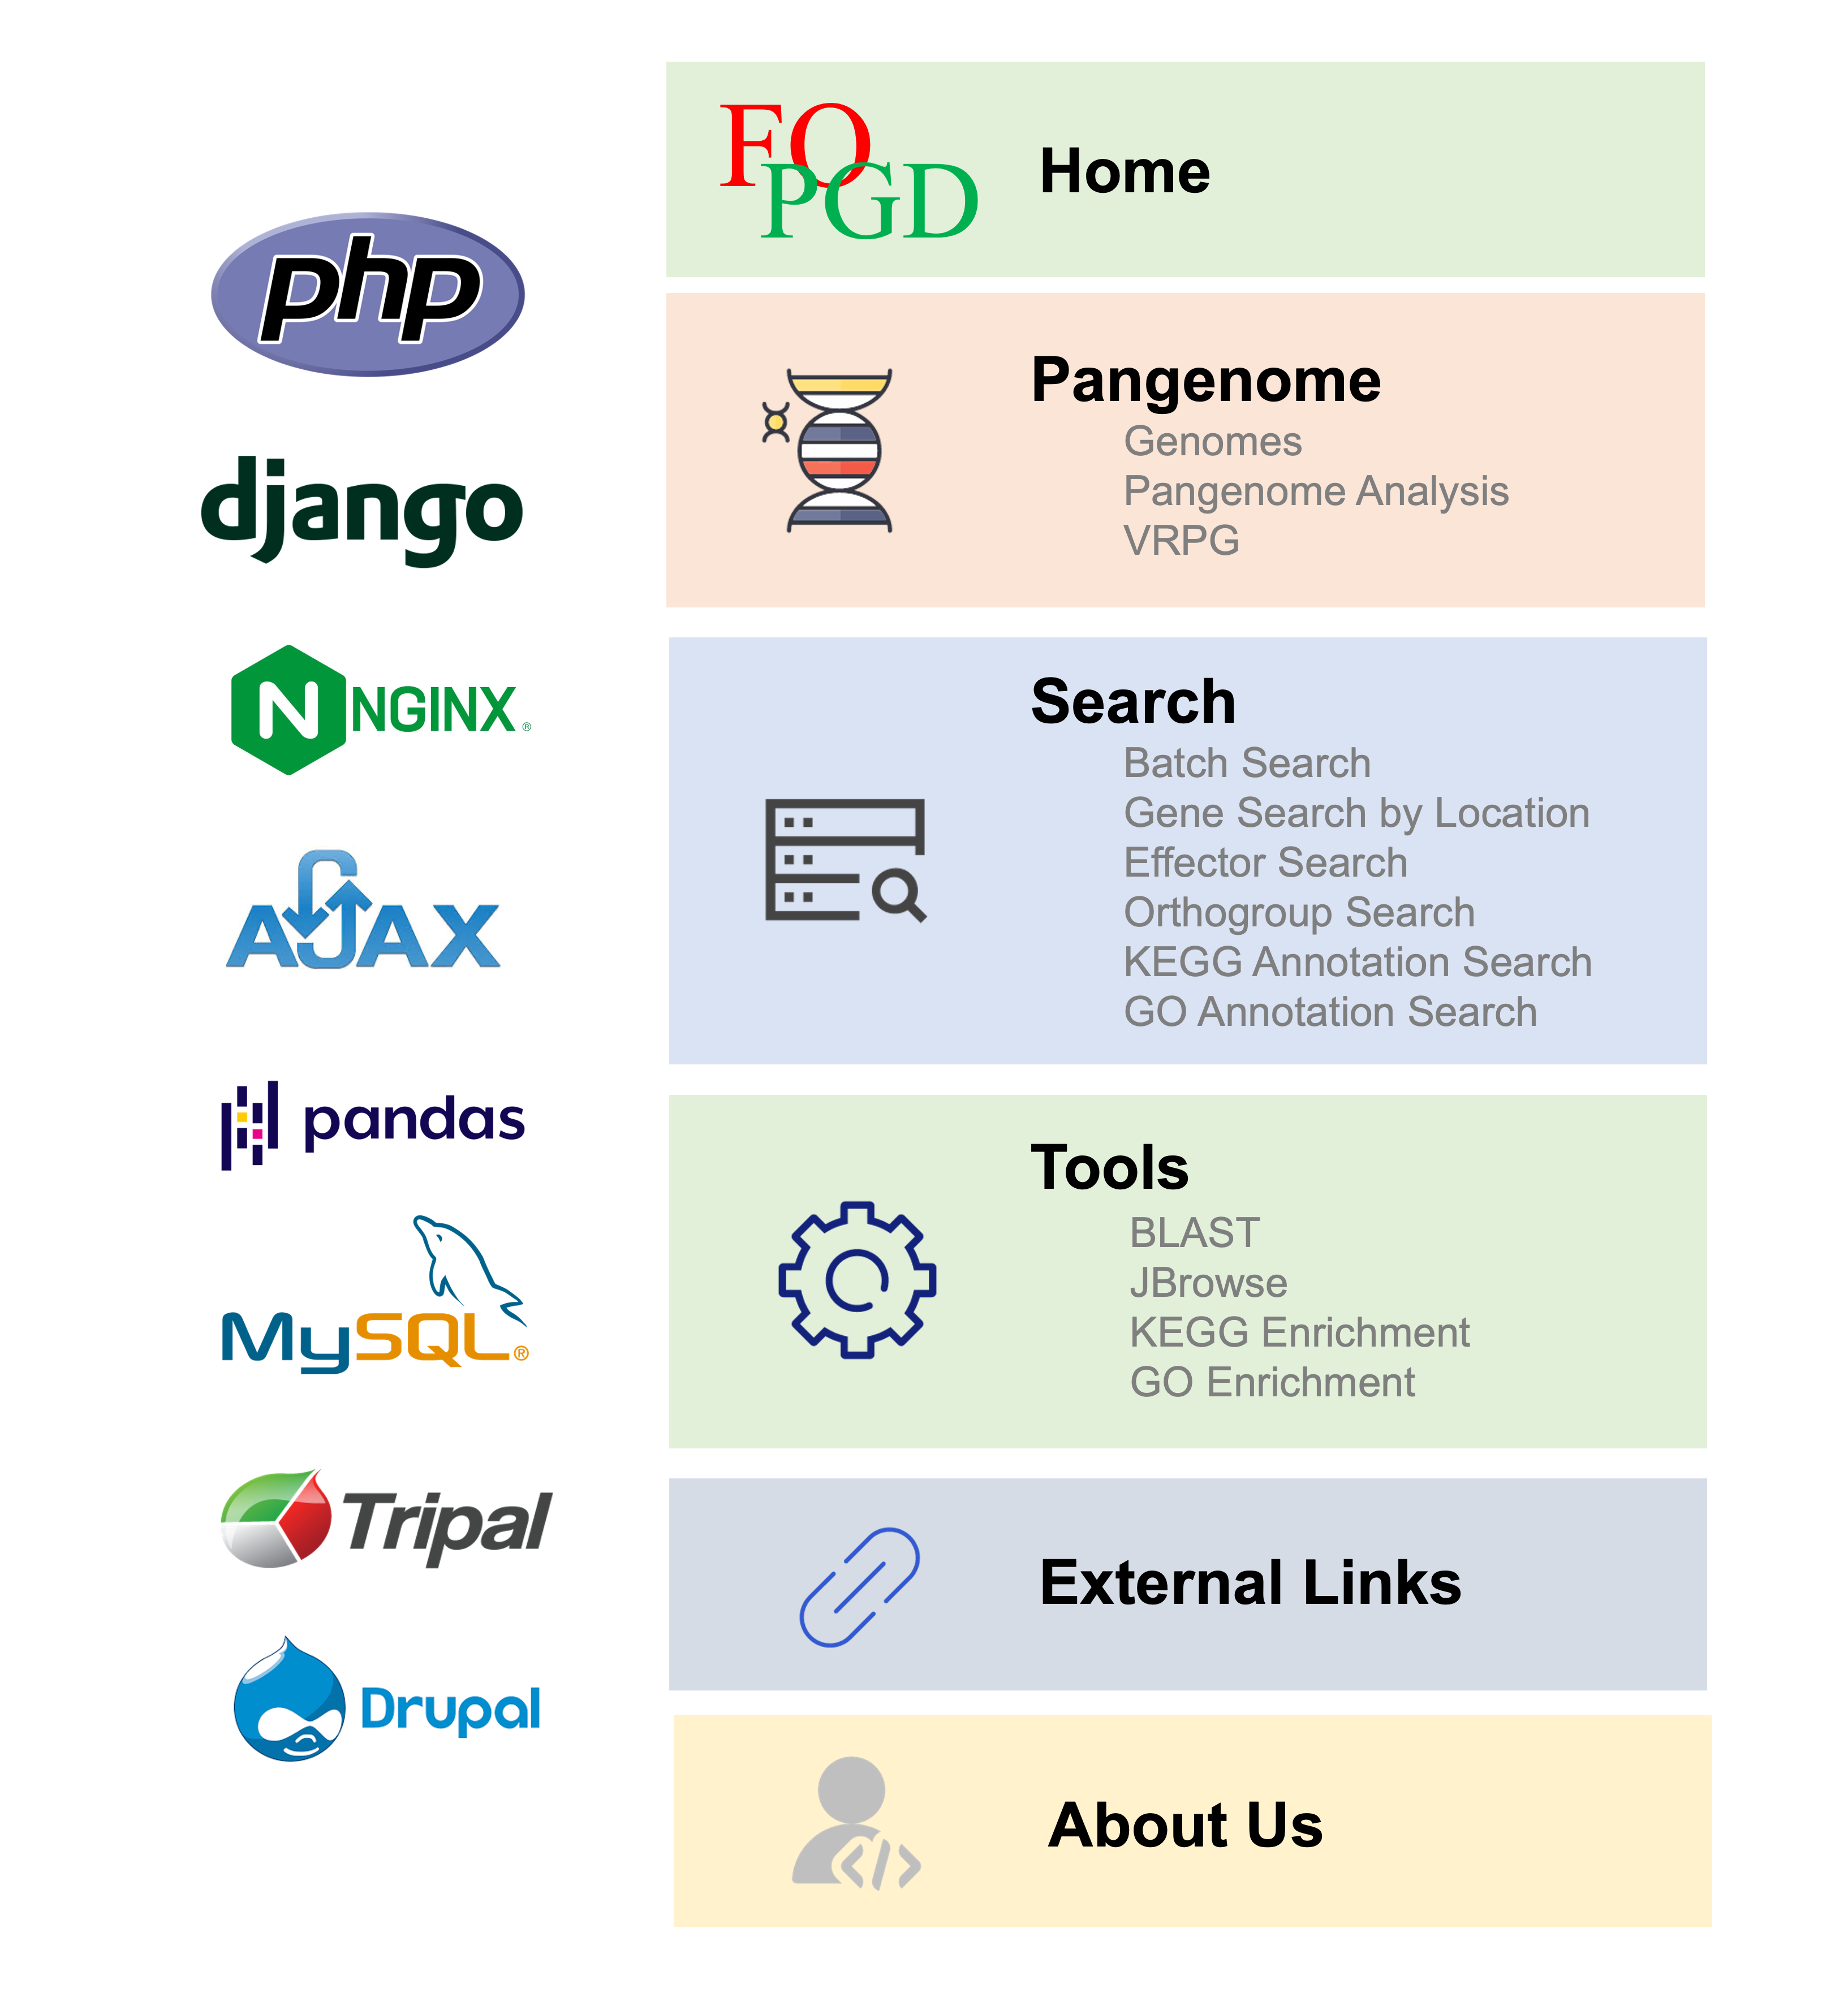 php
django
N NGINX®
AJAX
pandas
MySQL®
Tripal
Drupal
FO
PGD
Home
Pangenome
Genomes
Pangenome Analysis
VRPG
Search
Batch Search
Gene Search by Location
Effector Search
Orthogroup Search
KEGG Annotation Search
GO Annotation Search
Tools
BLAST
JBrowse
KEGG Enrichment
GO Enrichment
External Links
About Us